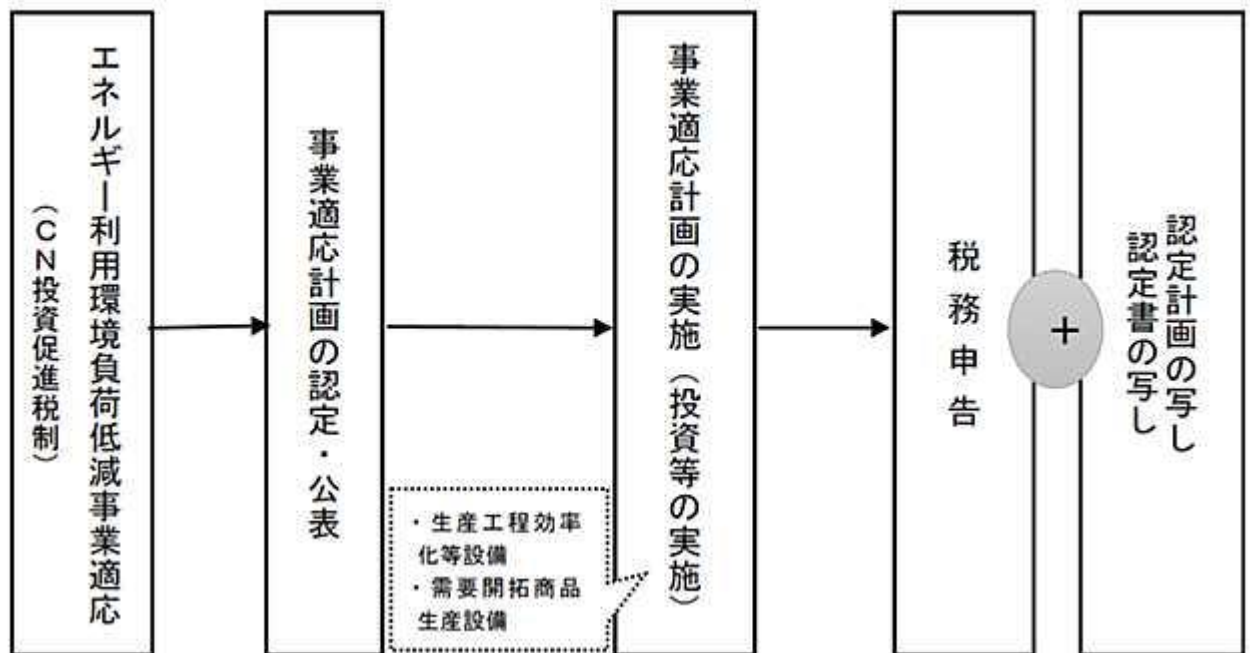 エネルギー利用環境負荷低減事業適応
（ＣＮ投資促進税制）
事業適応計画の認定・公表
・生産工程効率
化等設備
・需要開拓商品
生産設備
事業適応計画の実施（投資等の実施）
税務申告
+
認定計画の写し
認定書の写し